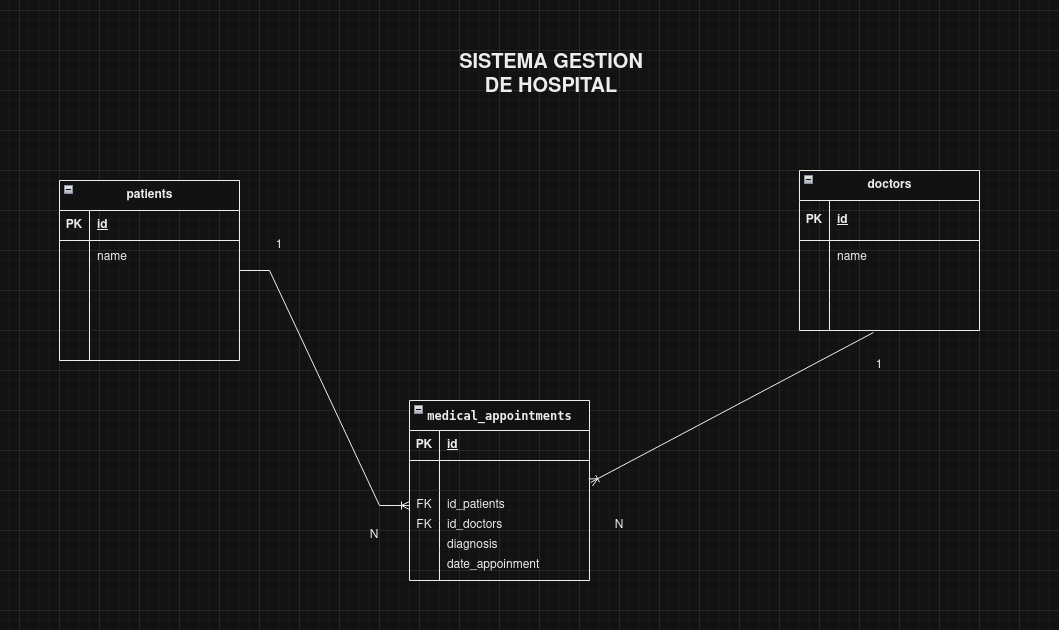 SISTEMA GESTION
DE HOSPITAL
patients
PK id
name
1
doctors
PK id
name
1
medical_appointments
PK id
FK id_patients
FK id_doctors
diagnosis
date_appoinment
N
N